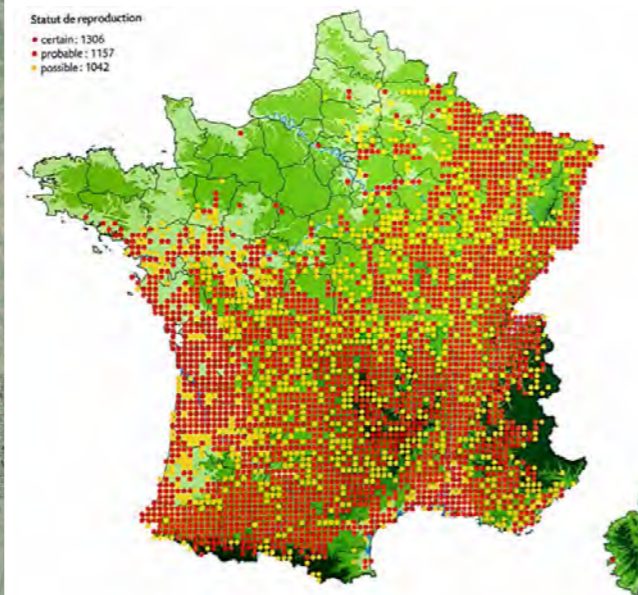 Statut de reproduction
• certain : 1306
• probable : 1157
• possible : 1042